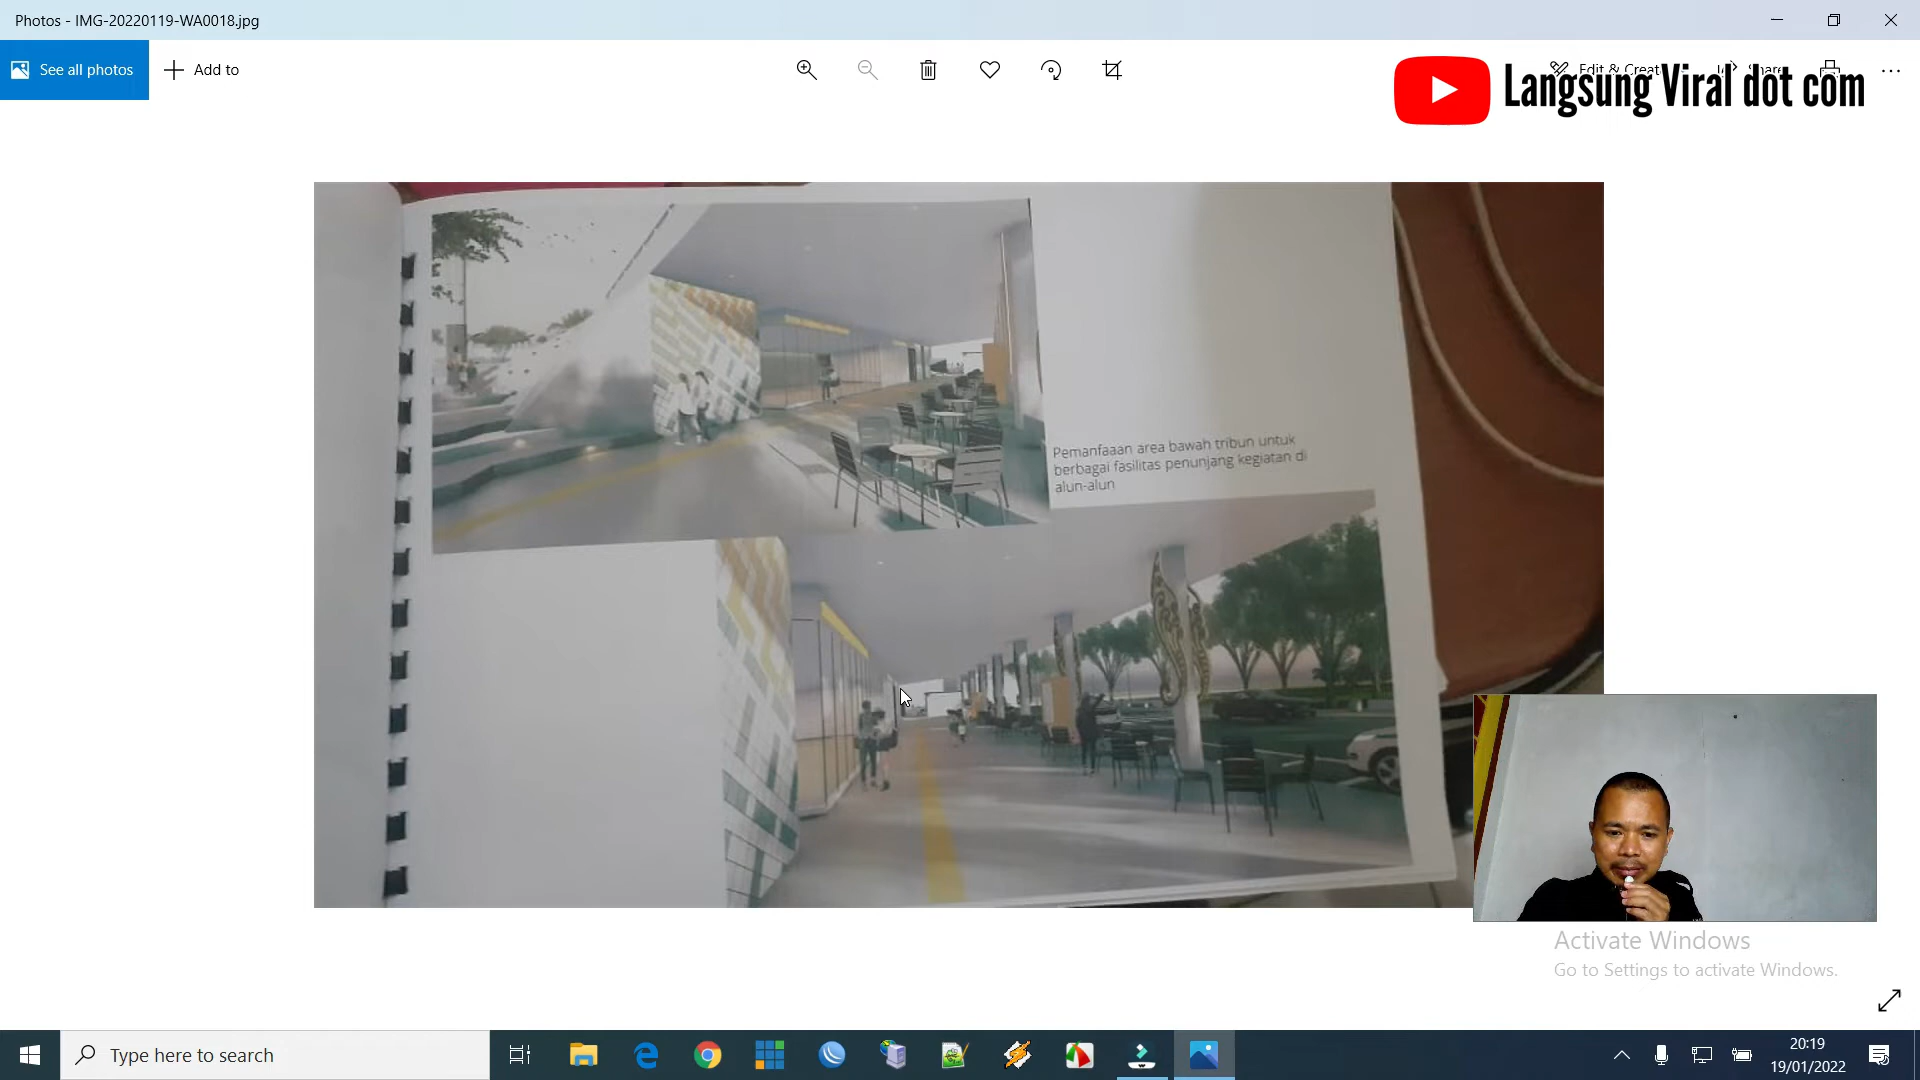 Photos - IMG-20220119-WA0018.jpg
See all photos
Add to
Langsung Viral dot com
Pemanfaaan area bawah tribun untuk
berbagai fasilitas penunjang kegiatan di
alun-alun
Activate Windows
Go to Settings to activate Windows.
Type here to search
20:19
19/01/2022